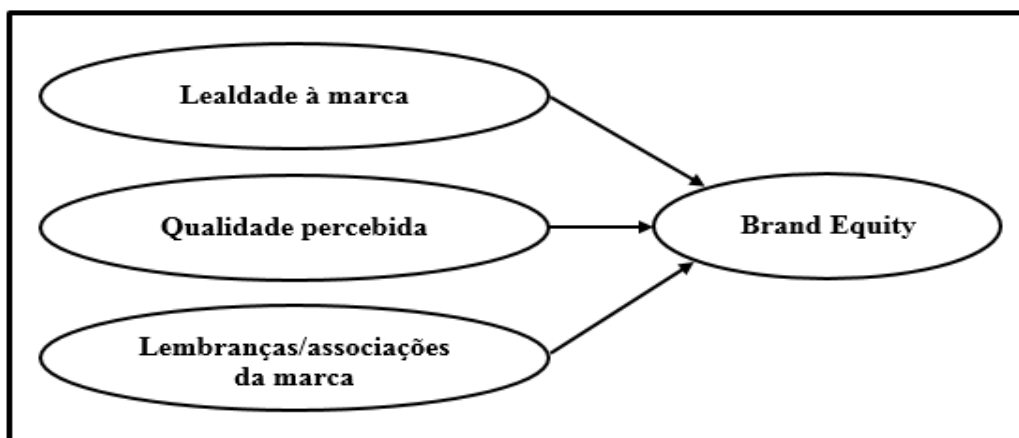 Lealdade à marca
Qualidade percebida
Brand Equity
Lembranças/associações
da marca